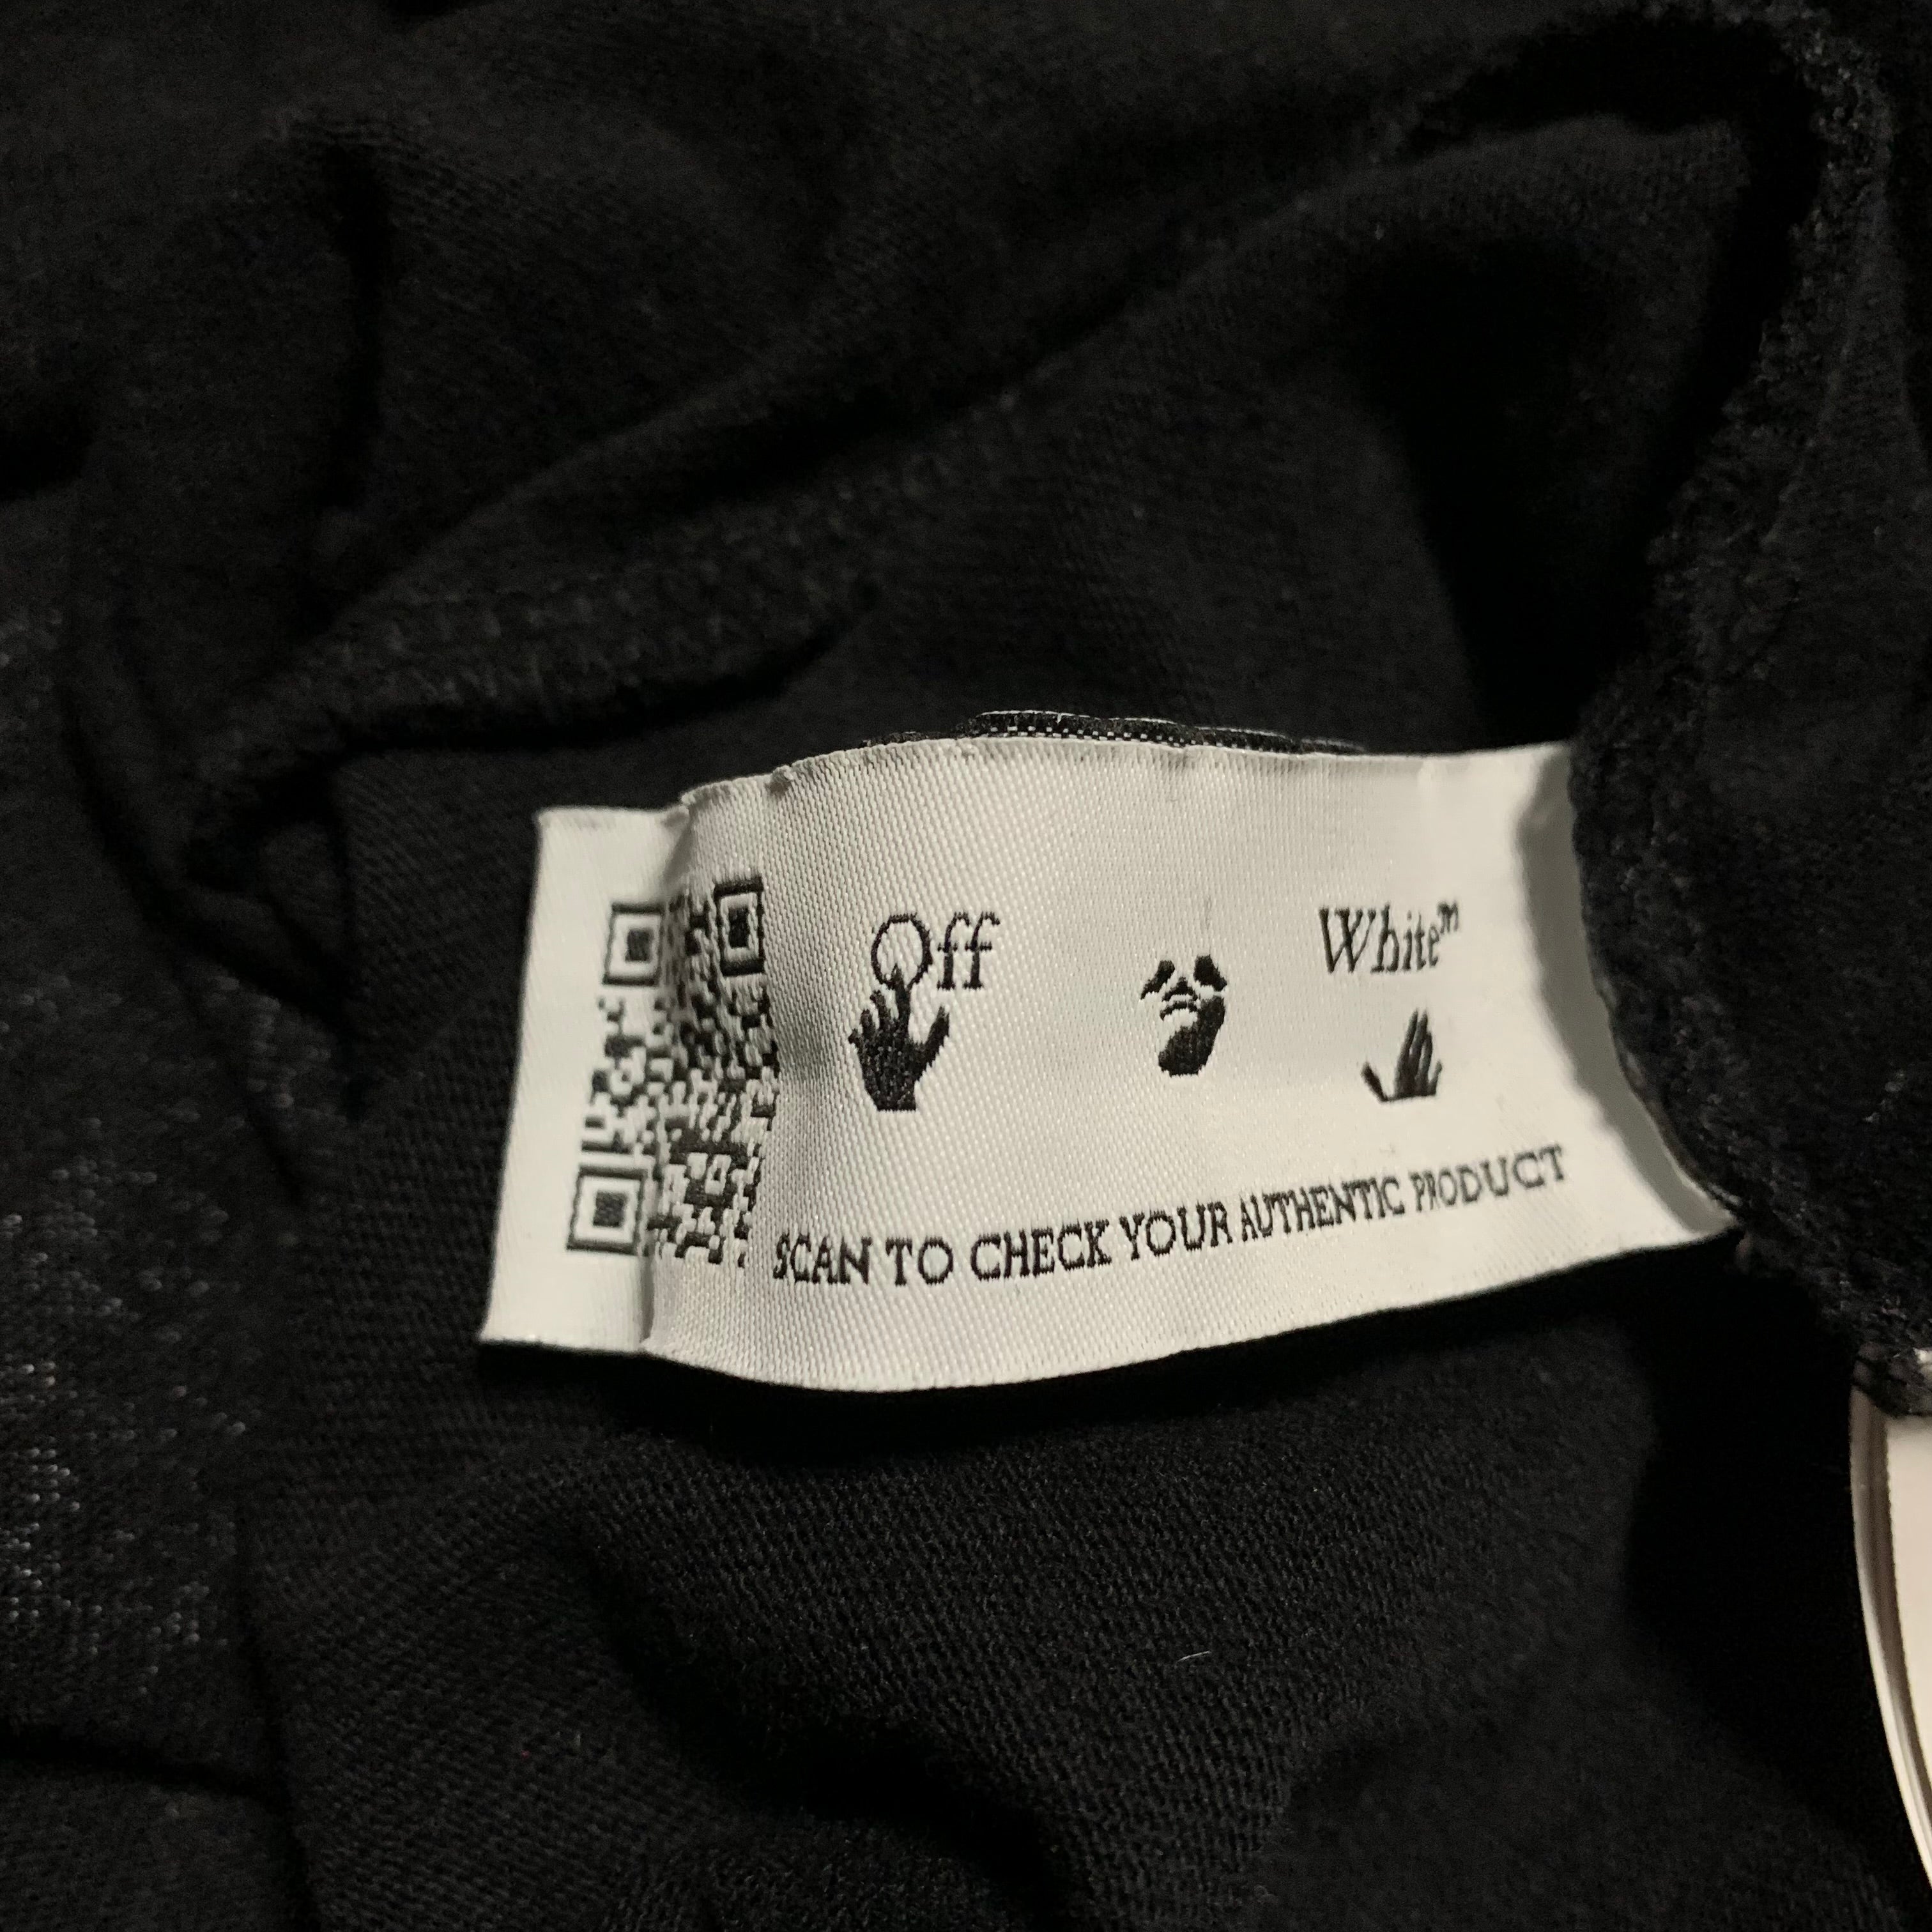 Off White™
SCAN TO CHECK YOUR AUTHENTIC PRODUCT